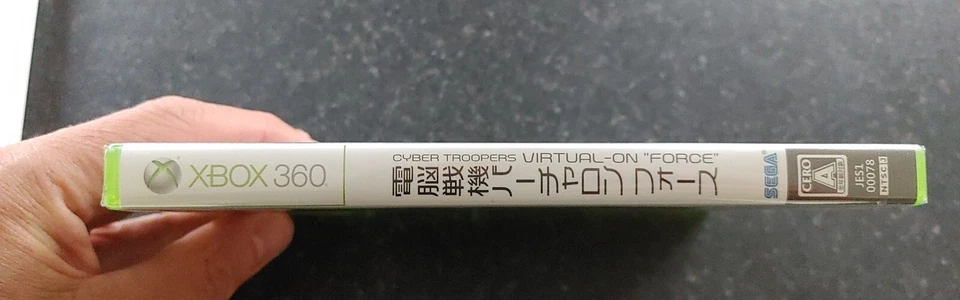 XBOX 360
CYBER TROOPERS VIRTUAL-ON "FORCE"
電脳戦機バーチャロン フォース
SEGA
CERO
A
JES1
00078
NTSC J